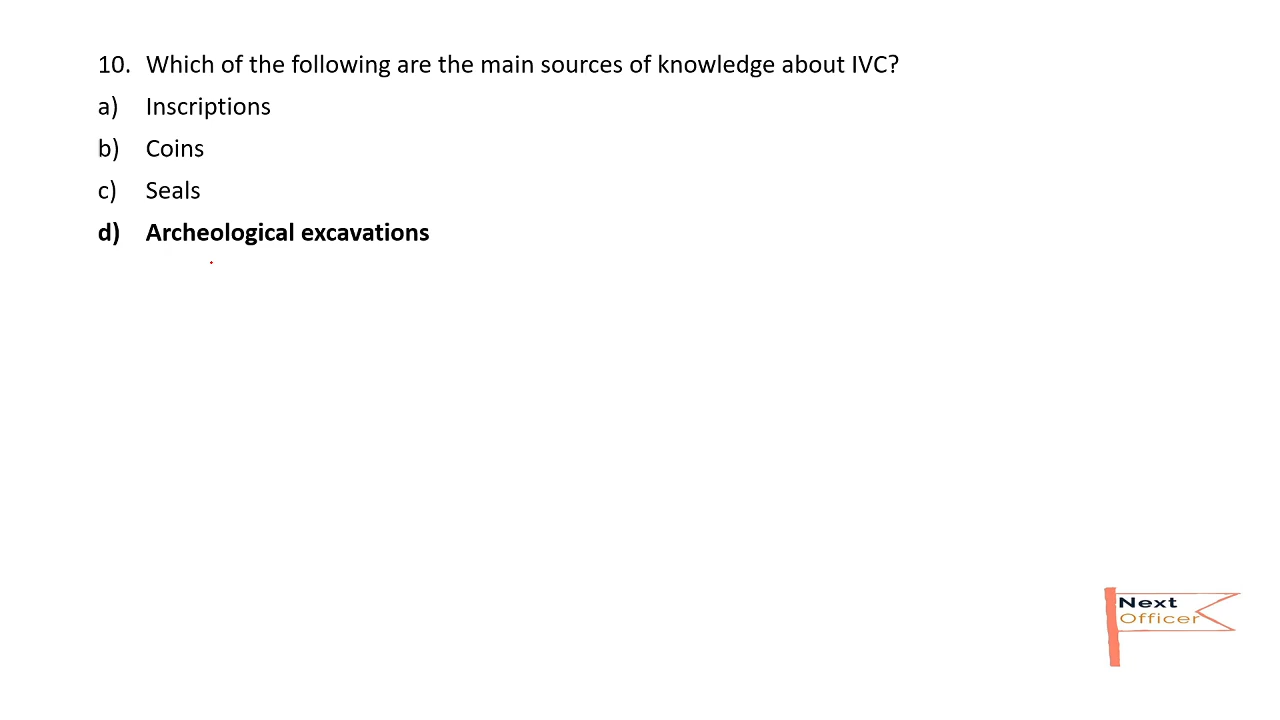 10. Which of the following are the main sources of knowledge about IVC?
a) Inscriptions
b) Coins
c) Seals
d) Archeological excavations
Next
Officer